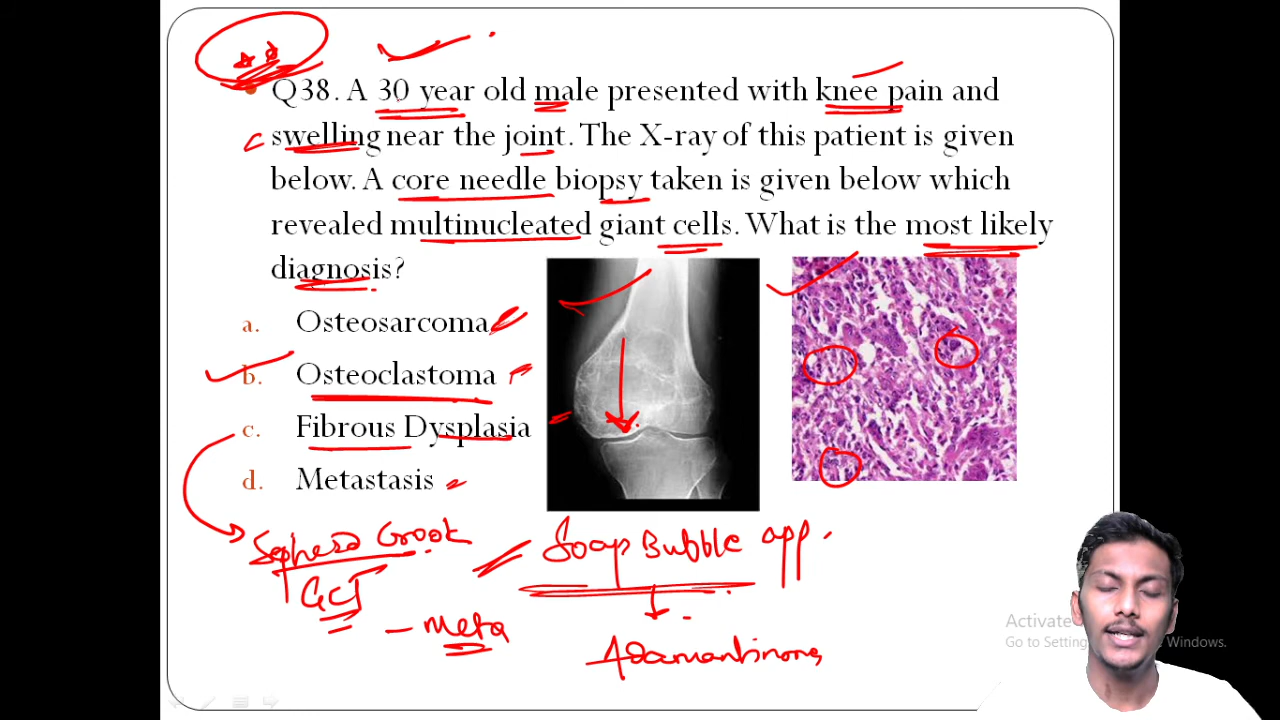 Q38. A 30 year old male presented with knee pain and
swelling near the joint. The X-ray of this patient is given
below. A core needle biopsy taken is given below which
revealed multinucleated giant cells. What is the most likely
diagnosis?
a. Osteosarcoma
b. Osteoclastoma
c. Fibrous Dysplasia
d. Metastasis
Crook
Soap Bubble app.
GCT
- Meta
Activate
Go to Setting Windows.